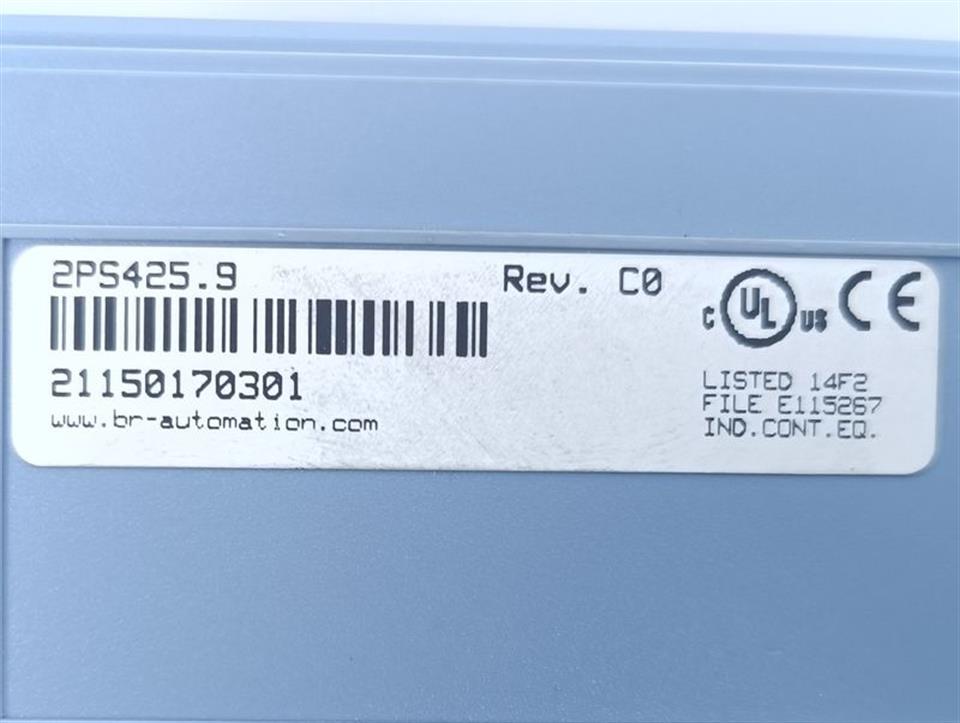 2PS425.9 Rev. C0
21150170301
www.br-automation.com
c UL us CE
LISTED 14F2
FILE E115267
IND.CONT.EQ.